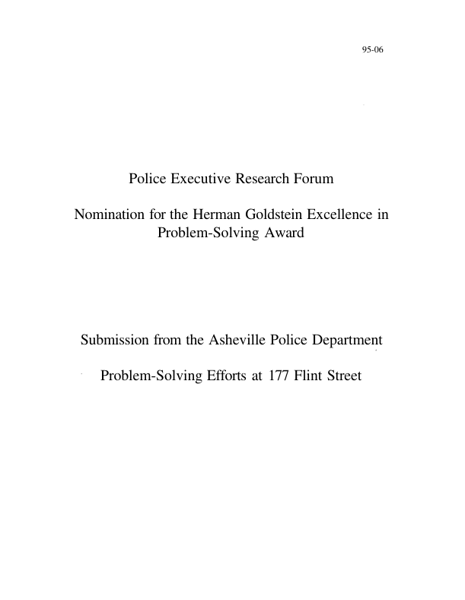 95-06
Police Executive Research Forum
Nomination for the Herman Goldstein Excellence in
Problem-Solving Award
Submission from the Asheville Police Department
Problem-Solving Efforts at 177 Flint Street